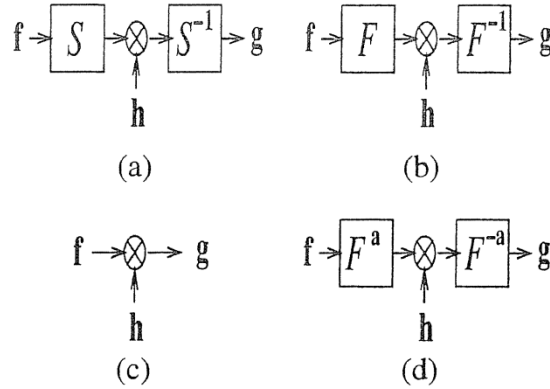 f S S⁻¹ g
h
(a)
f F F⁻¹ g
h
(b)
f g
h
(c)
f Fᵃ F⁻ᵃ g
h
(d)